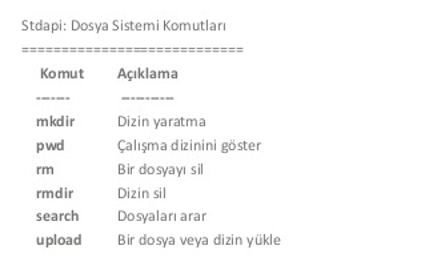 Stdapi: Dosya Sistemi Komutları
===========================
Komut Açıklama
------- -----------
mkdir Dizin yaratma
pwd Çalışma dizinini göster
rm Bir dosyayı sil
rmdir Dizin sil
search Dosyaları arar
upload Bir dosya veya dizin yükle